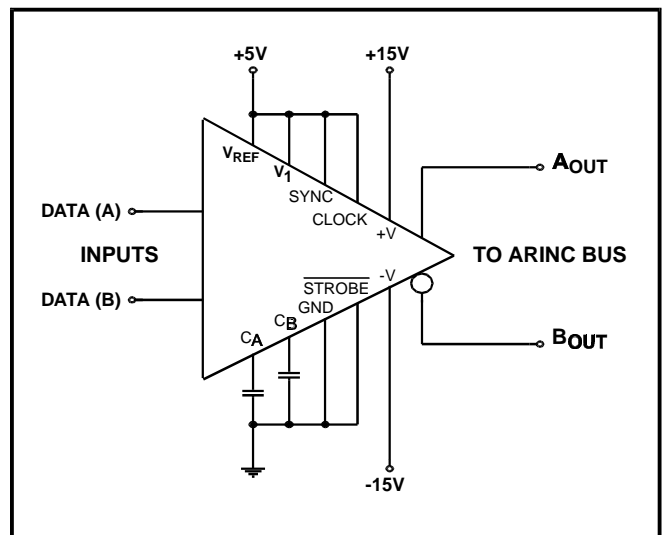 +5V +15V
VREF
V1
SYNC
CLOCK
+V
AOUT
DATA (A)
INPUTS
TO ARINC BUS
DATA (B)
-V
STROBE
GND
CB
CA
BOUT
-15V